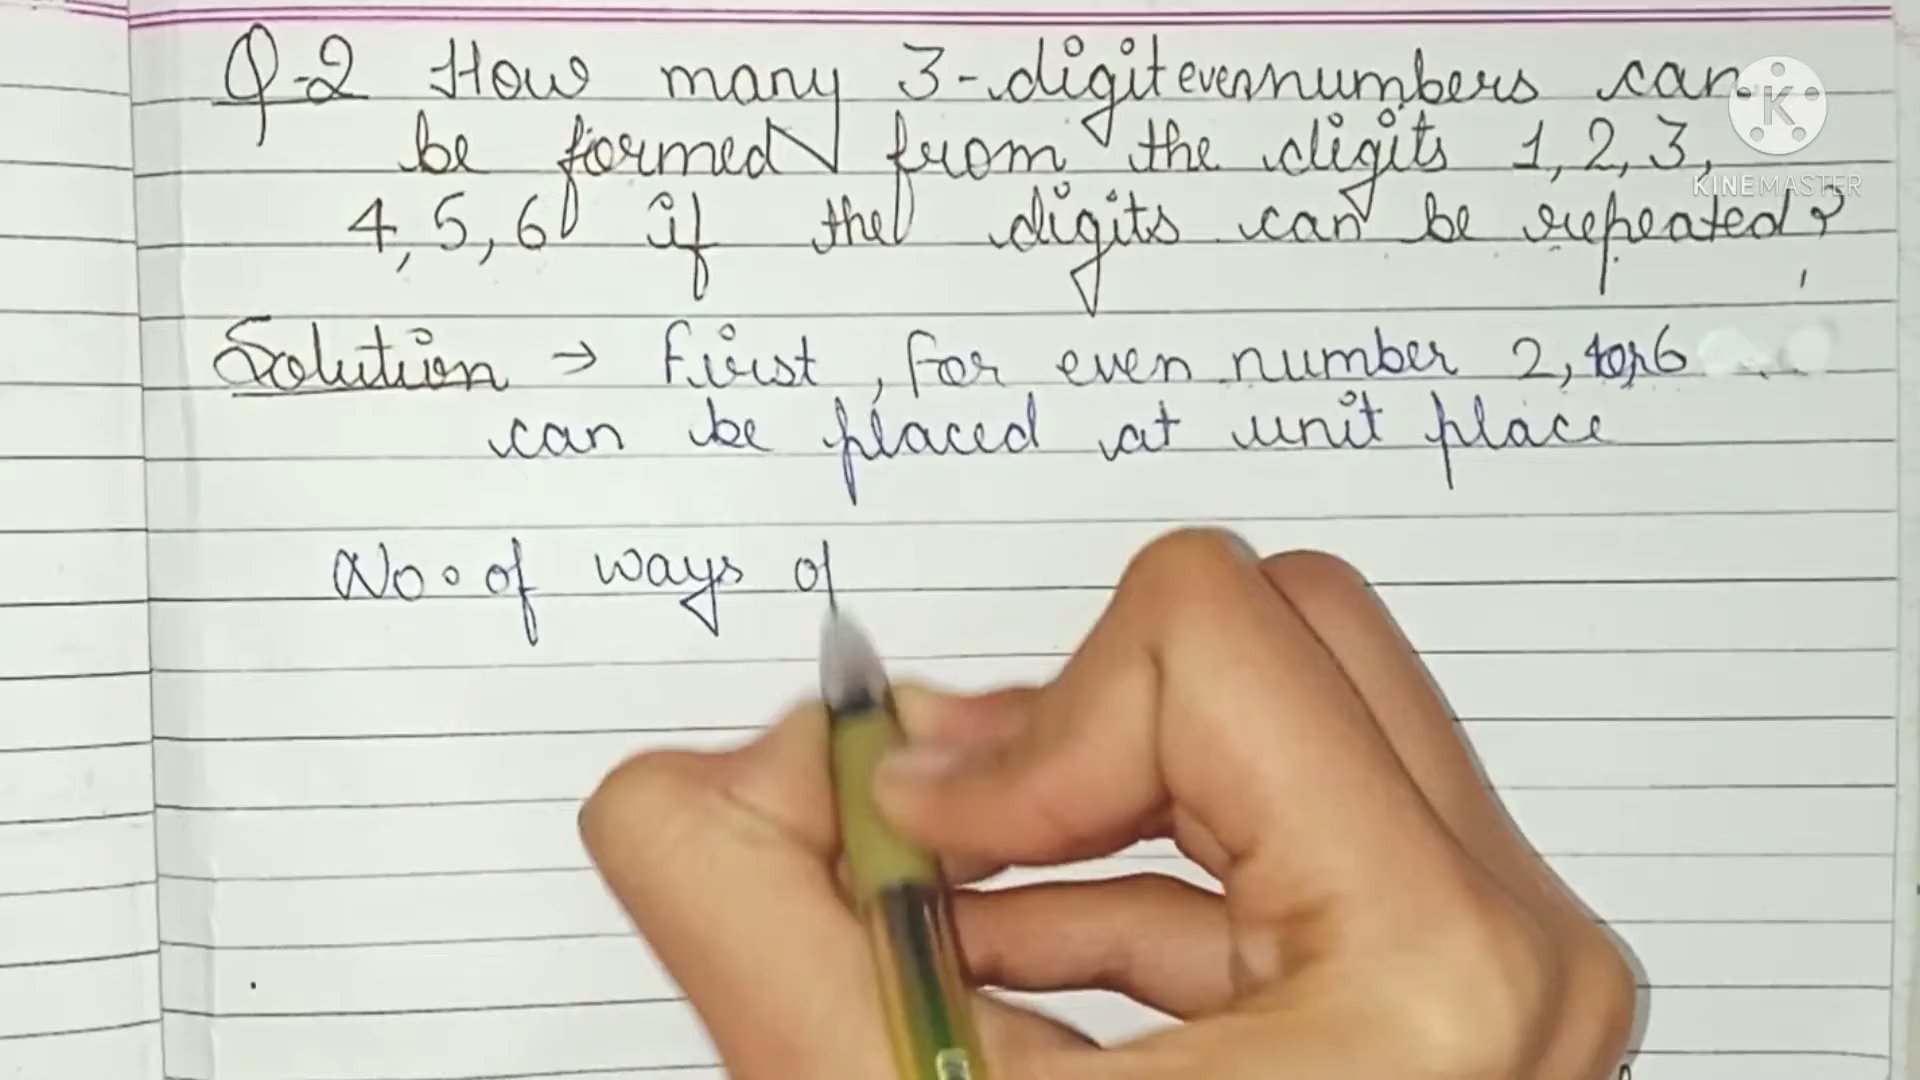 Q-2 How many 3-digit even numbers can
be formed from the digits 1, 2, 3,
4, 5, 6 if the digits can be repeated?
Solution → First, for even number 2, 4 or 6
can be placed at unit place
No. of ways of
K
KINEMASTER